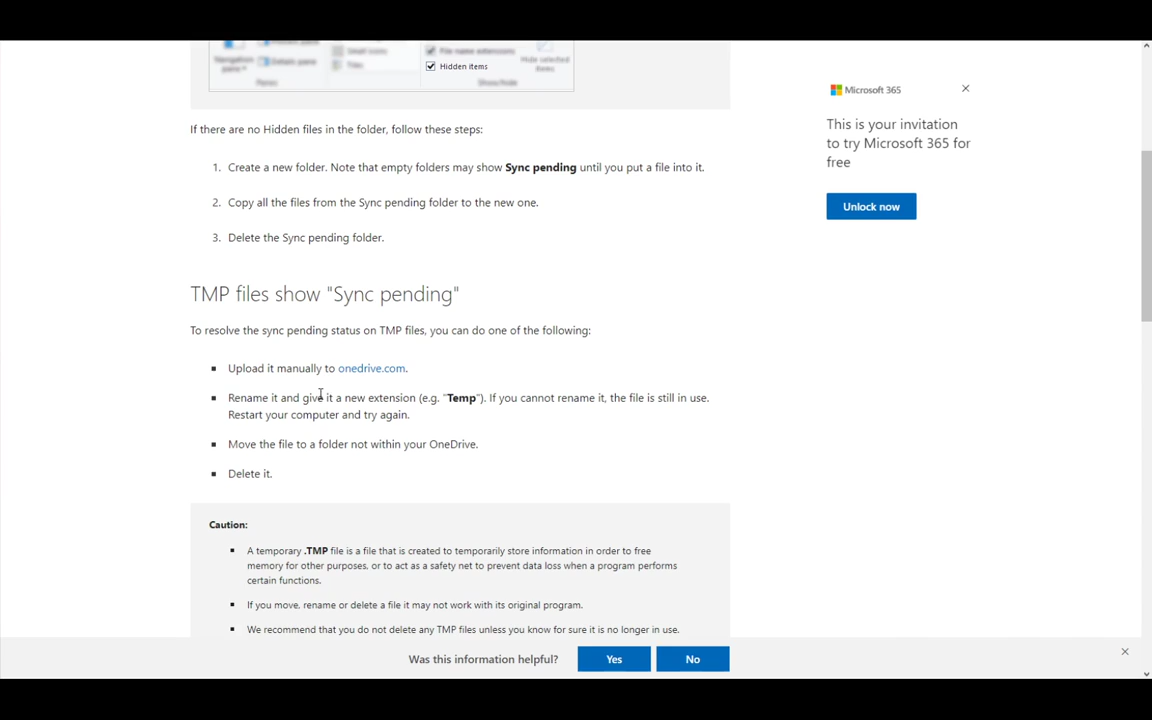 File name extensions
Hidden items
Hide selected
items
Show/hide
If there are no Hidden files in the folder, follow these steps:
1. Create a new folder. Note that empty folders may show Sync pending until you put a file into it.
2. Copy all the files from the Sync pending folder to the new one.
3. Delete the Sync pending folder.
TMP files show "Sync pending"
To resolve the sync pending status on TMP files, you can do one of the following:
Upload it manually to onedrive.com.
Rename it and give it a new extension (e.g. "Temp"). If you cannot rename it, the file is still in use.
Restart your computer and try again.
Move the file to a folder not within your OneDrive.
Delete it.
Caution:
A temporary .TMP file is a file that is created to temporarily store information in order to free
memory for other purposes, or to act as a safety net to prevent data loss when a program performs
certain functions.
If you move, rename or delete a file it may not work with its original program.
We recommend that you do not delete any TMP files unless you know for sure it is no longer in use.
Microsoft 365
This is your invitation
to try Microsoft 365 for
free
Unlock now
Was this information helpful?
Yes
No